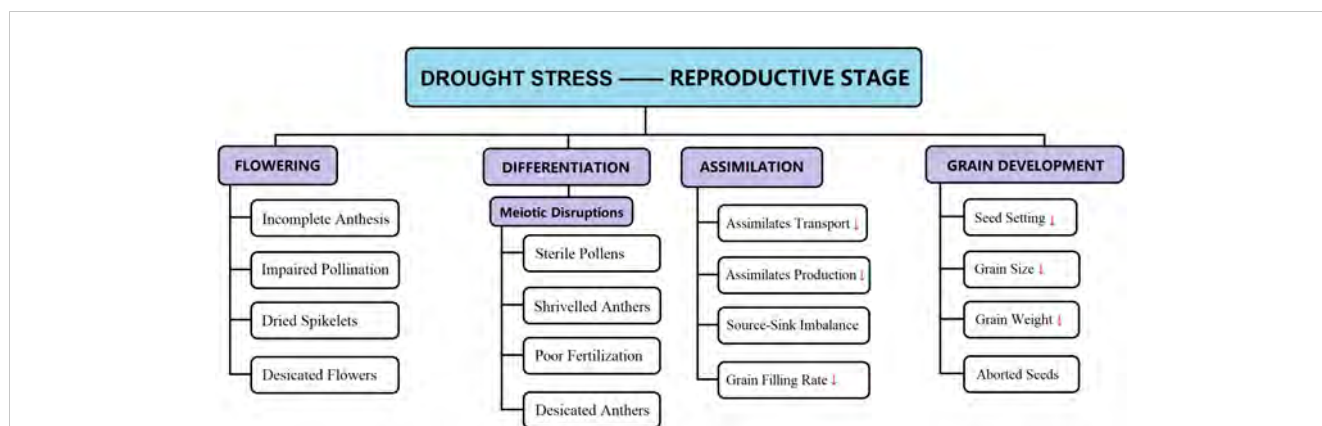 DROUGHT STRESS —— REPRODUCTIVE STAGE
FLOWERING
Incomplete Anthesis
Impaired Pollination
Dried Spikelets
Desicated Flowers
DIFFERENTIATION
Meiotic Disruptions
Sterile Pollens
Shrivelled Anthers
Poor Fertilization
Desicated Anthers
ASSIMILATION
Assimilates Transport ↓
Assimilates Production ↓
Source-Sink Imbalance
Grain Filling Rate ↓
GRAIN DEVELOPMENT
Seed Setting ↓
Grain Size ↓
Grain Weight ↓
Aborted Seeds